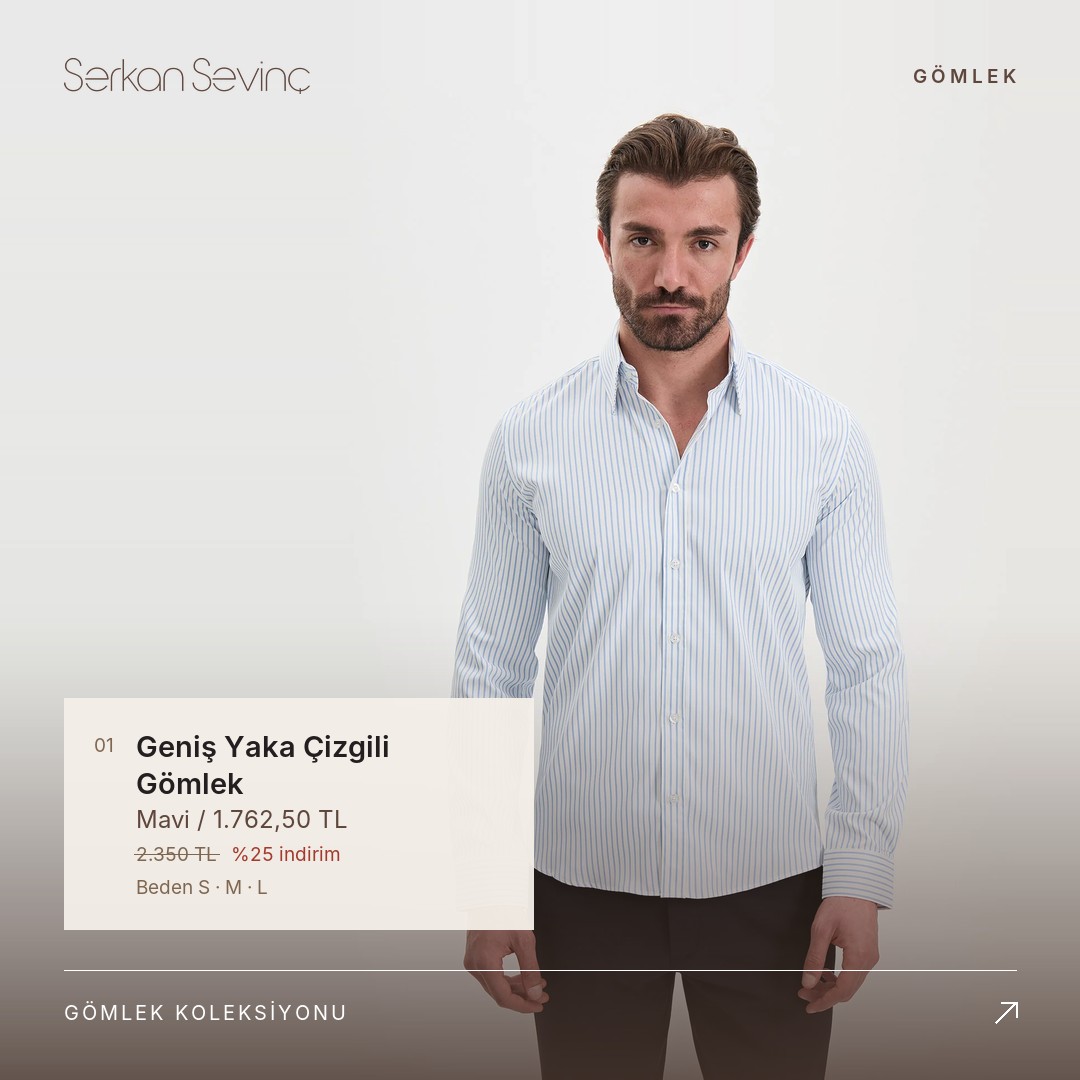 Serkan Sevinç
GÖMLEK
01
Geniş Yaka Çizgili
Gömlek
Mavi / 1.762,50 TL
2.350 TL %25 indirim
Beden S · M · L
GÖMLEK KOLEKSİYONU